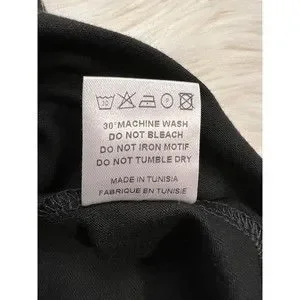 30
30° MACHINE WASH
DO NOT BLEACH
DO NOT IRON MOTIF
DO NOT TUMBLE DRY
MADE IN TUNISIA
FABRIQUE EN TUNISIE